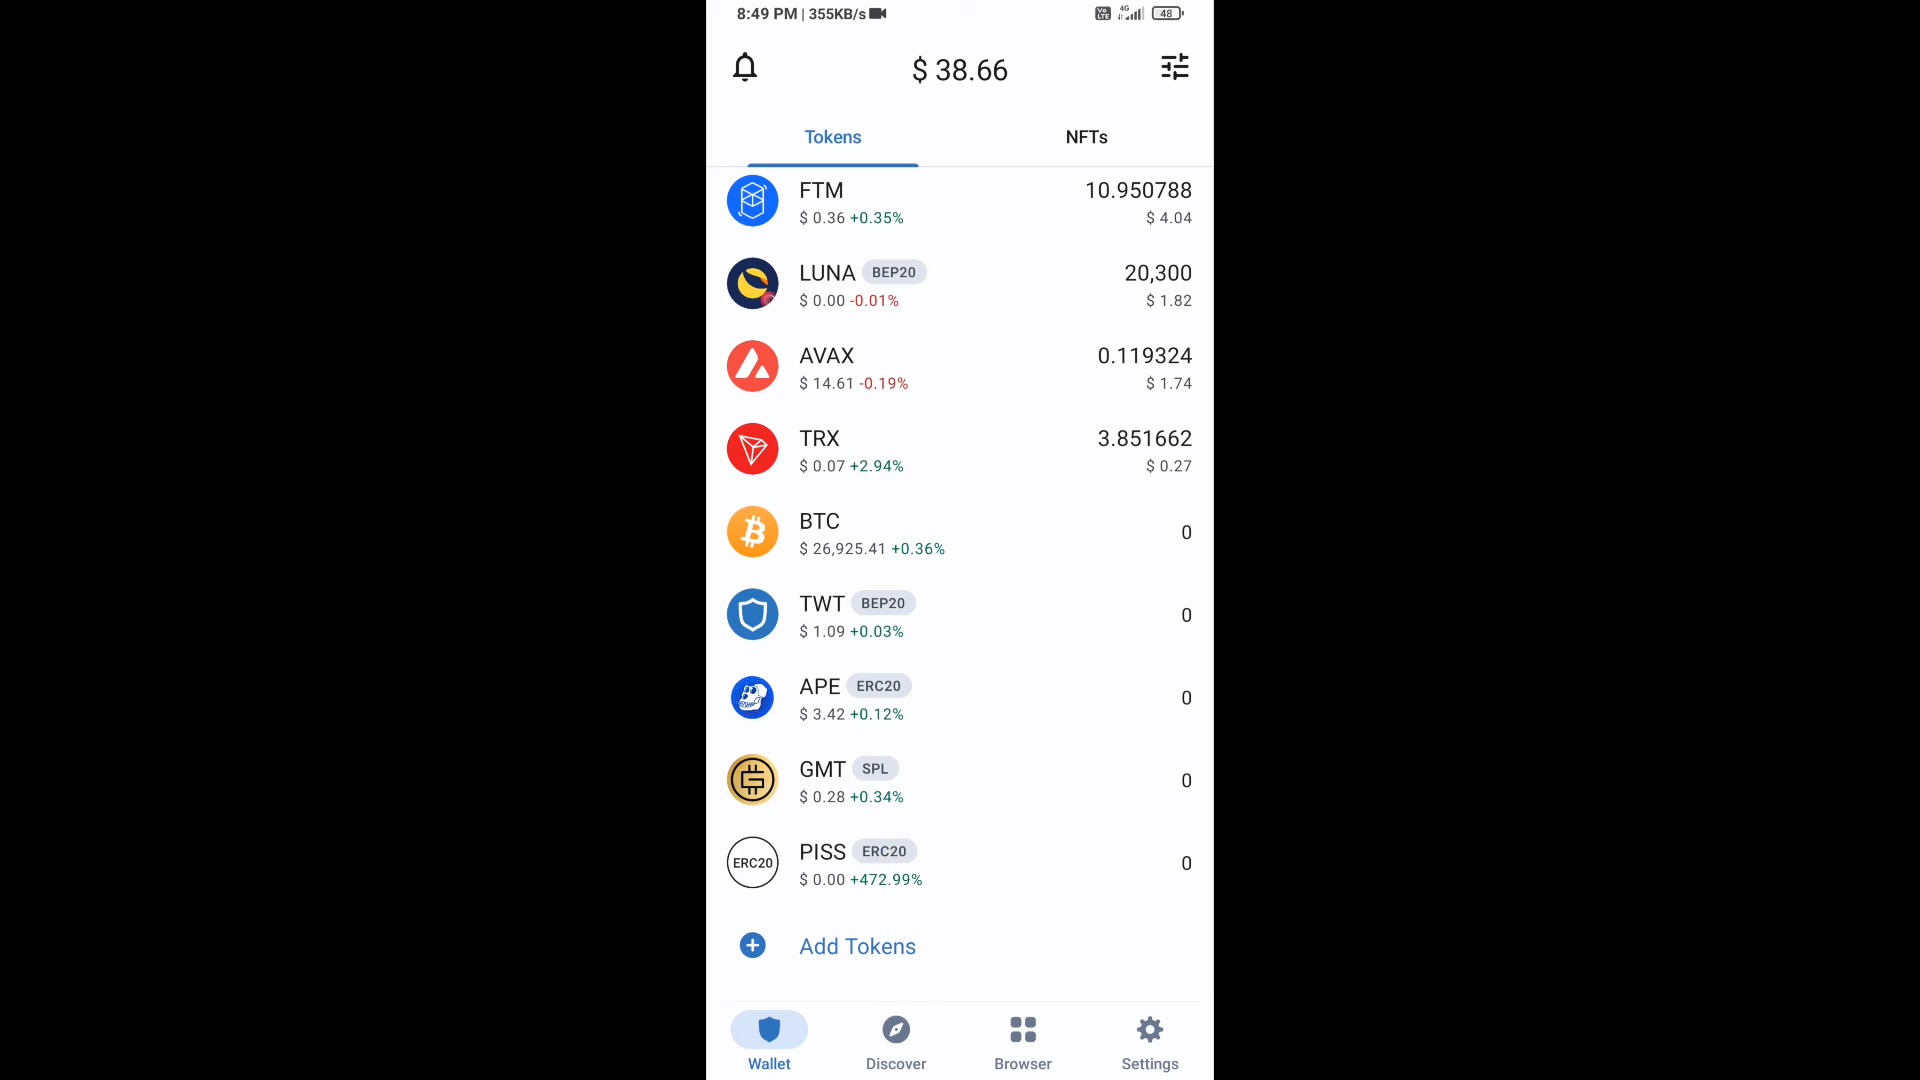 8:49 PM | 355KB/s
Vo LTE 4G 48
$ 38.66
Tokens NFTs
FTM 10.950788
$ 0.36 +0.35% $ 4.04
LUNA BEP20 20,300
$ 0.00 -0.01% $ 1.82
AVAX 0.119324
$ 14.61 -0.19% $ 1.74
TRX 3.851662
$ 0.07 +2.94% $ 0.27
BTC 0
$ 26,925.41 +0.36%
TWT BEP20 0
$ 1.09 +0.03%
APE ERC20 0
$ 3.42 +0.12%
GMT SPL 0
$ 0.28 +0.34%
ERC20 PISS ERC20 0
$ 0.00 +472.99%
Add Tokens
Wallet Discover Browser Settings